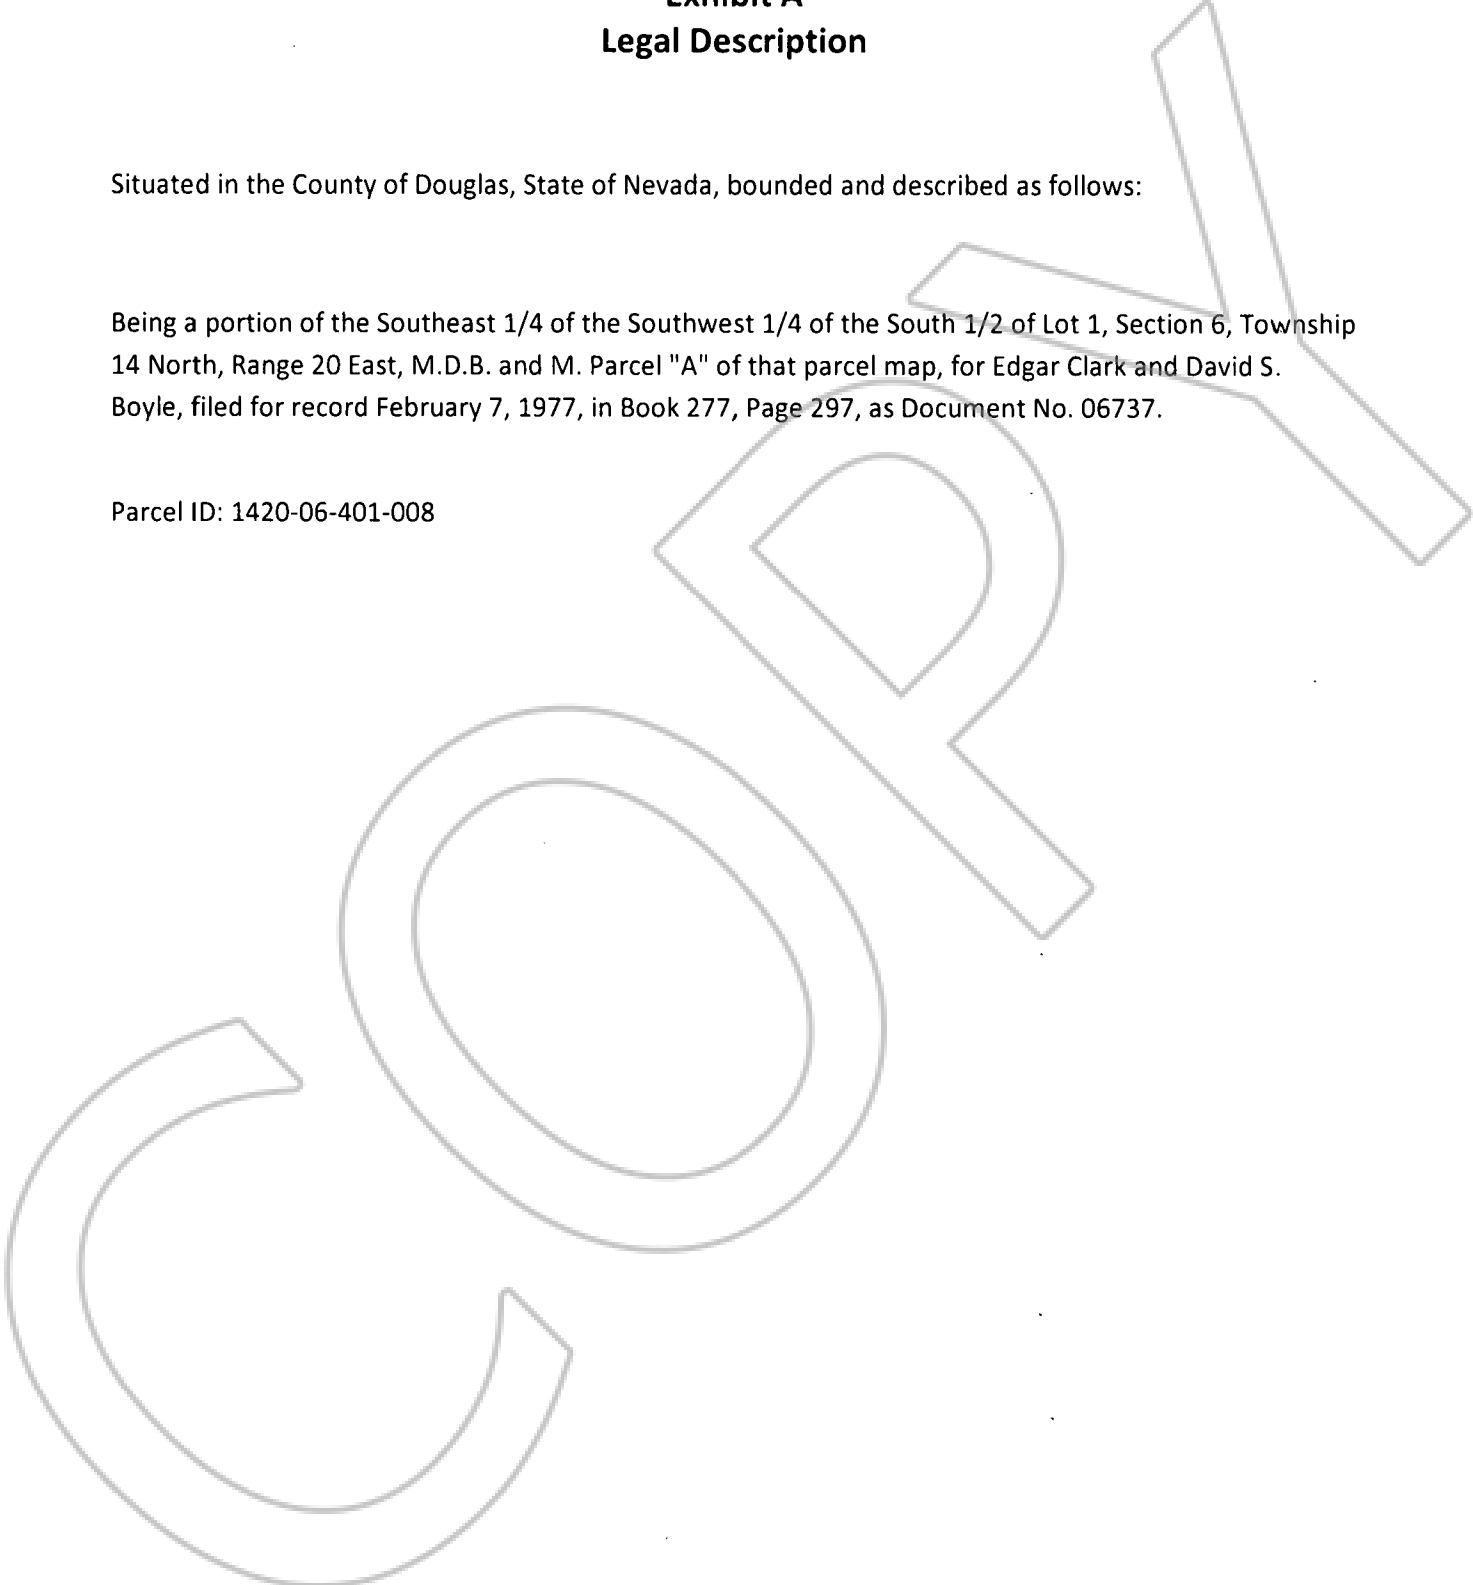 Exhibit A
Legal Description
Situated in the County of Douglas, State of Nevada, bounded and described as follows:
Being a portion of the Southeast 1/4 of the Southwest 1/4 of the South 1/2 of Lot 1, Section 6, Township
14 North, Range 20 East, M.D.B. and M. Parcel "A" of that parcel map, for Edgar Clark and David S.
Boyle, filed for record February 7, 1977, in Book 277, Page 297, as Document No. 06737.
Parcel ID: 1420-06-401-008
COPY